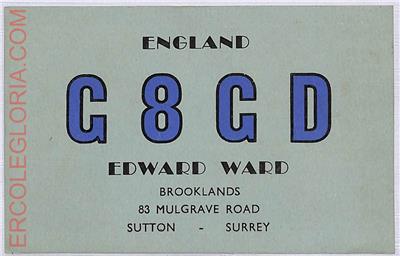 ENGLAND
G8GD
EDWARD WARD
BROOKLANDS
83 MULGRAVE ROAD
SUTTON - SURREY
ERCOLEGLORIA.COM